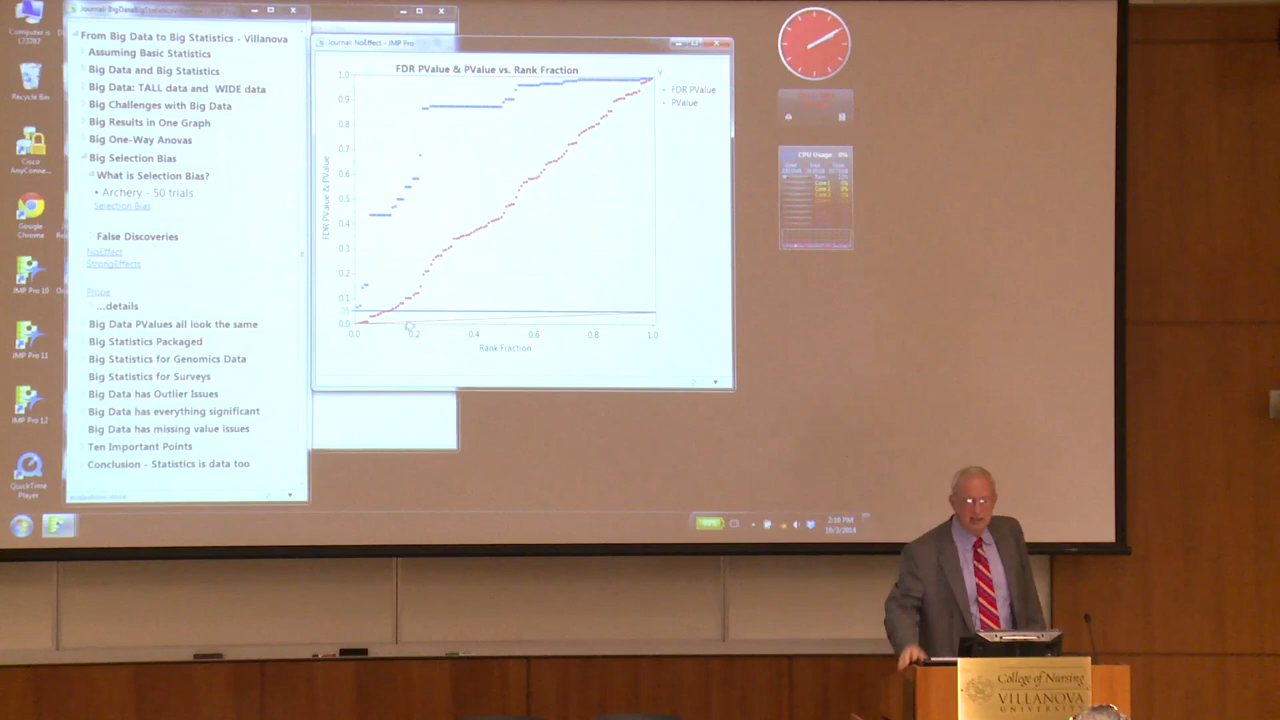 Computer is
LZ3787
Recycle Bin
Cisco
AnyConne...
Google
Chrome
JMP Pro 10
JMP Pro 11
JMP Pro 12
QuickTime
Player
From Big Data to Big Statistics - Villanova
Assuming Basic Statistics
Big Data and Big Statistics
Big Data: TALL data and WIDE data
Big Challenges with Big Data
Big Results in One Graph
Big One-Way Anovas
Big Selection Bias
What is Selection Bias?
• Archery - 50 trials
Selection Bias
False Discoveries
NoEffect
StrongEffects
Probe
...details
Big Data PValues all look the same
Big Statistics Packaged
Big Statistics for Genomics Data
Big Statistics for Surveys
Big Data has Outlier Issues
Big Data has everything significant
Big Data has missing value issues
Ten Important Points
Conclusion - Statistics is data too
Journal: NoEffect - JMP Pro
FDR PValue & PValue vs. Rank Fraction
Y
FDR PValue
PValue
FDR PValue & PValue
1.0
0.9
0.8
0.7
0.6
0.5
0.4
0.3
0.2
0.1
.05
0.0
0.0 0.2 0.4 0.6 0.8 1.0
Rank Fraction
CPU Usage 0%
2:10 PM
College of Nursing
VILLANOVA
UNIVERSITY